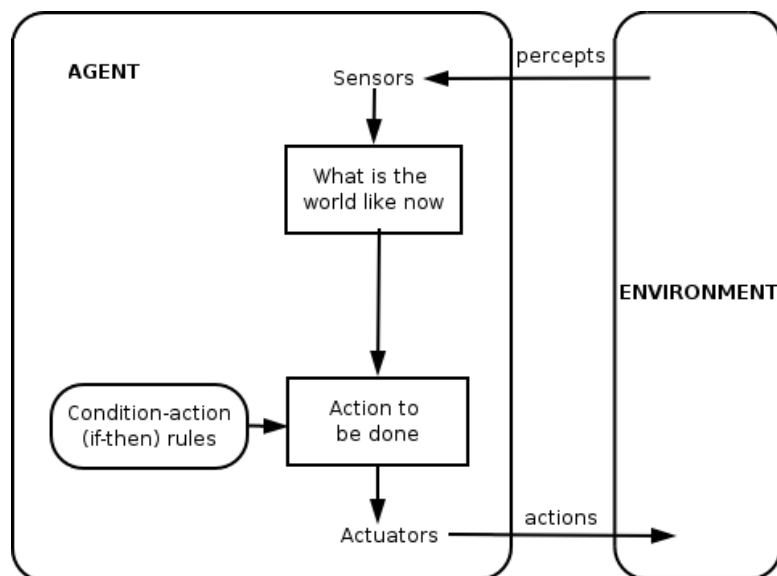 AGENT
percepts
Sensors
What is the
world like now
ENVIRONMENT
Condition-action
(if-then) rules
Action to
be done
Actuators
actions